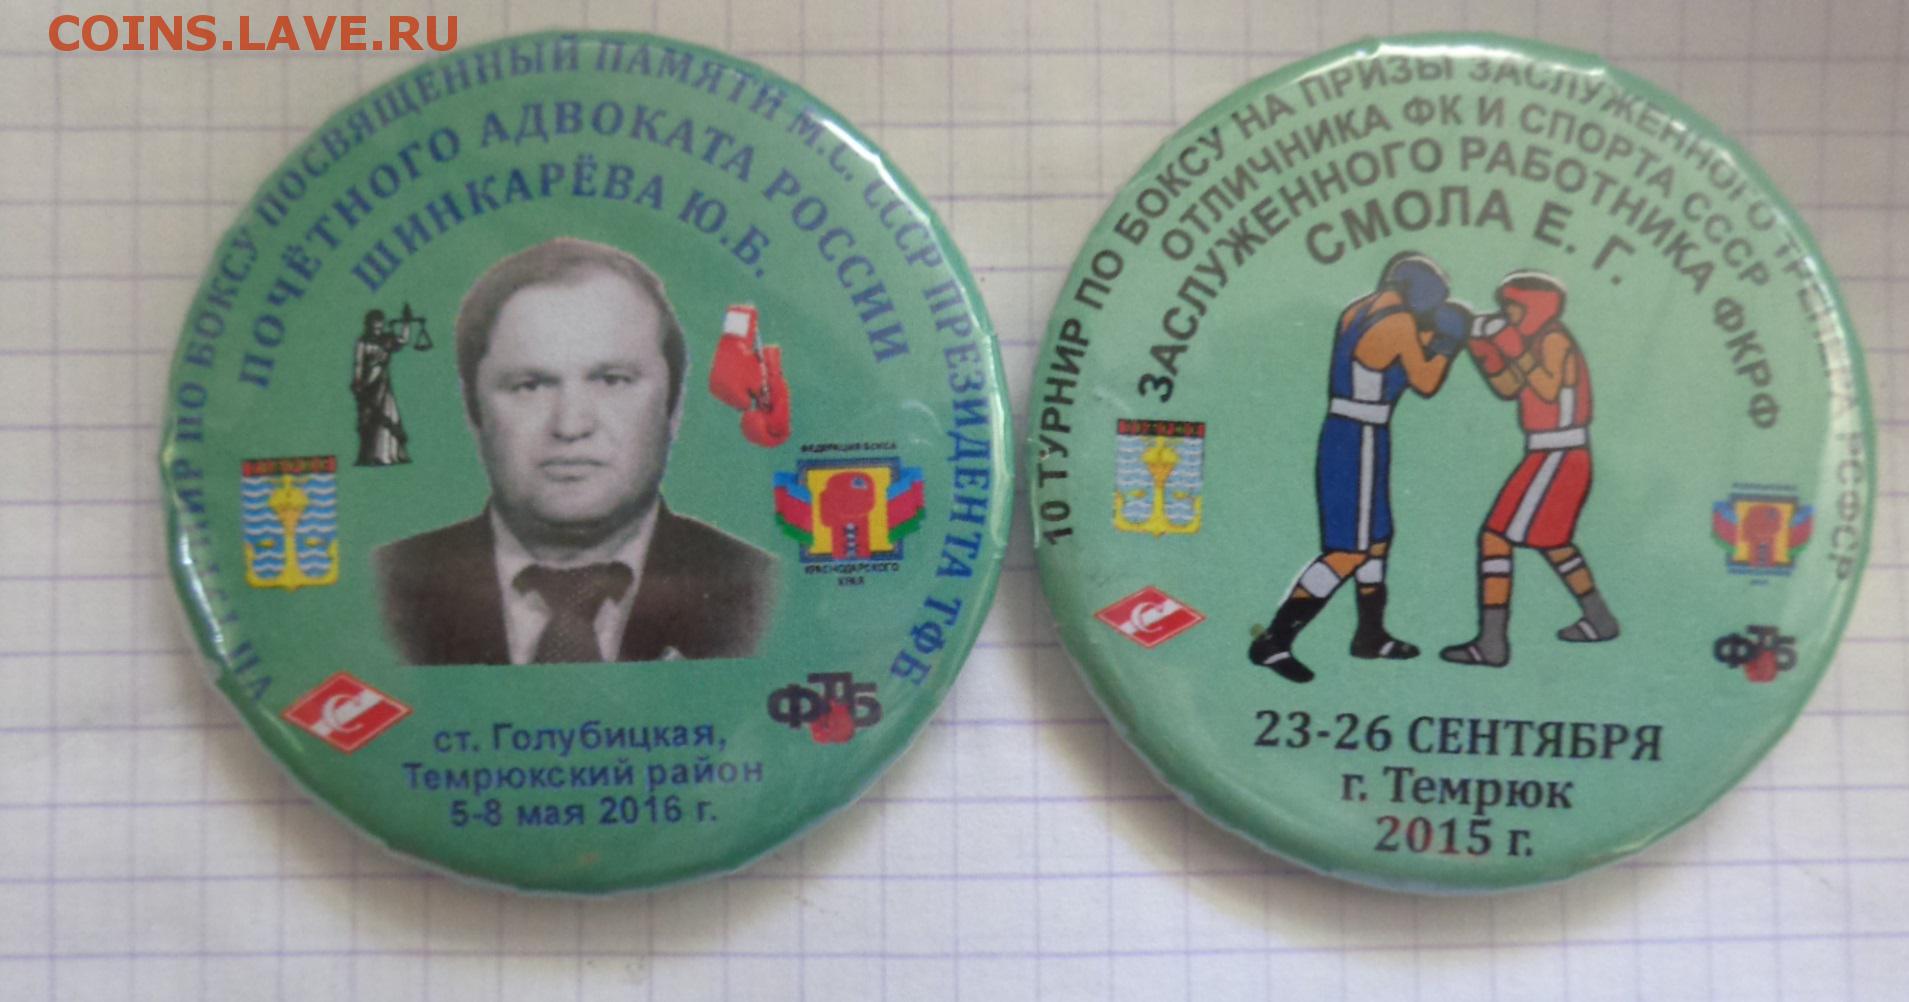 COINS.LAVE.RU
ТУРНИР ПО БОКСУ ПОСВЯЩЕННЫЙ ПАМЯТИ М.С. СССР ПРЕЗИДЕНТА ТФБ
ПОЧЁТНОГО АДВОКАТА РОССИИ
ШИНКАРЁВА Ю.Б.
ФЕДЕРАЦИЯ БОКСА
КРАСНОДАРСКОГО
КРАЯ
ФТБ
ст. Голубицкая,
Темрюкский район
5-8 мая 2016 г.
10 ТУРНИР ПО БОКСУ НА ПРИЗЫ ЗАСЛУЖЕННОГО ТРЕНЕРА РСФСР
ОТЛИЧНИКА ФК И СПОРТА СССР
ЗАСЛУЖЕННОГО РАБОТНИКА ФКРФ
СМОЛА Е. Г.
ФТБ
23-26 СЕНТЯБРЯ
г. Темрюк
2015 г.